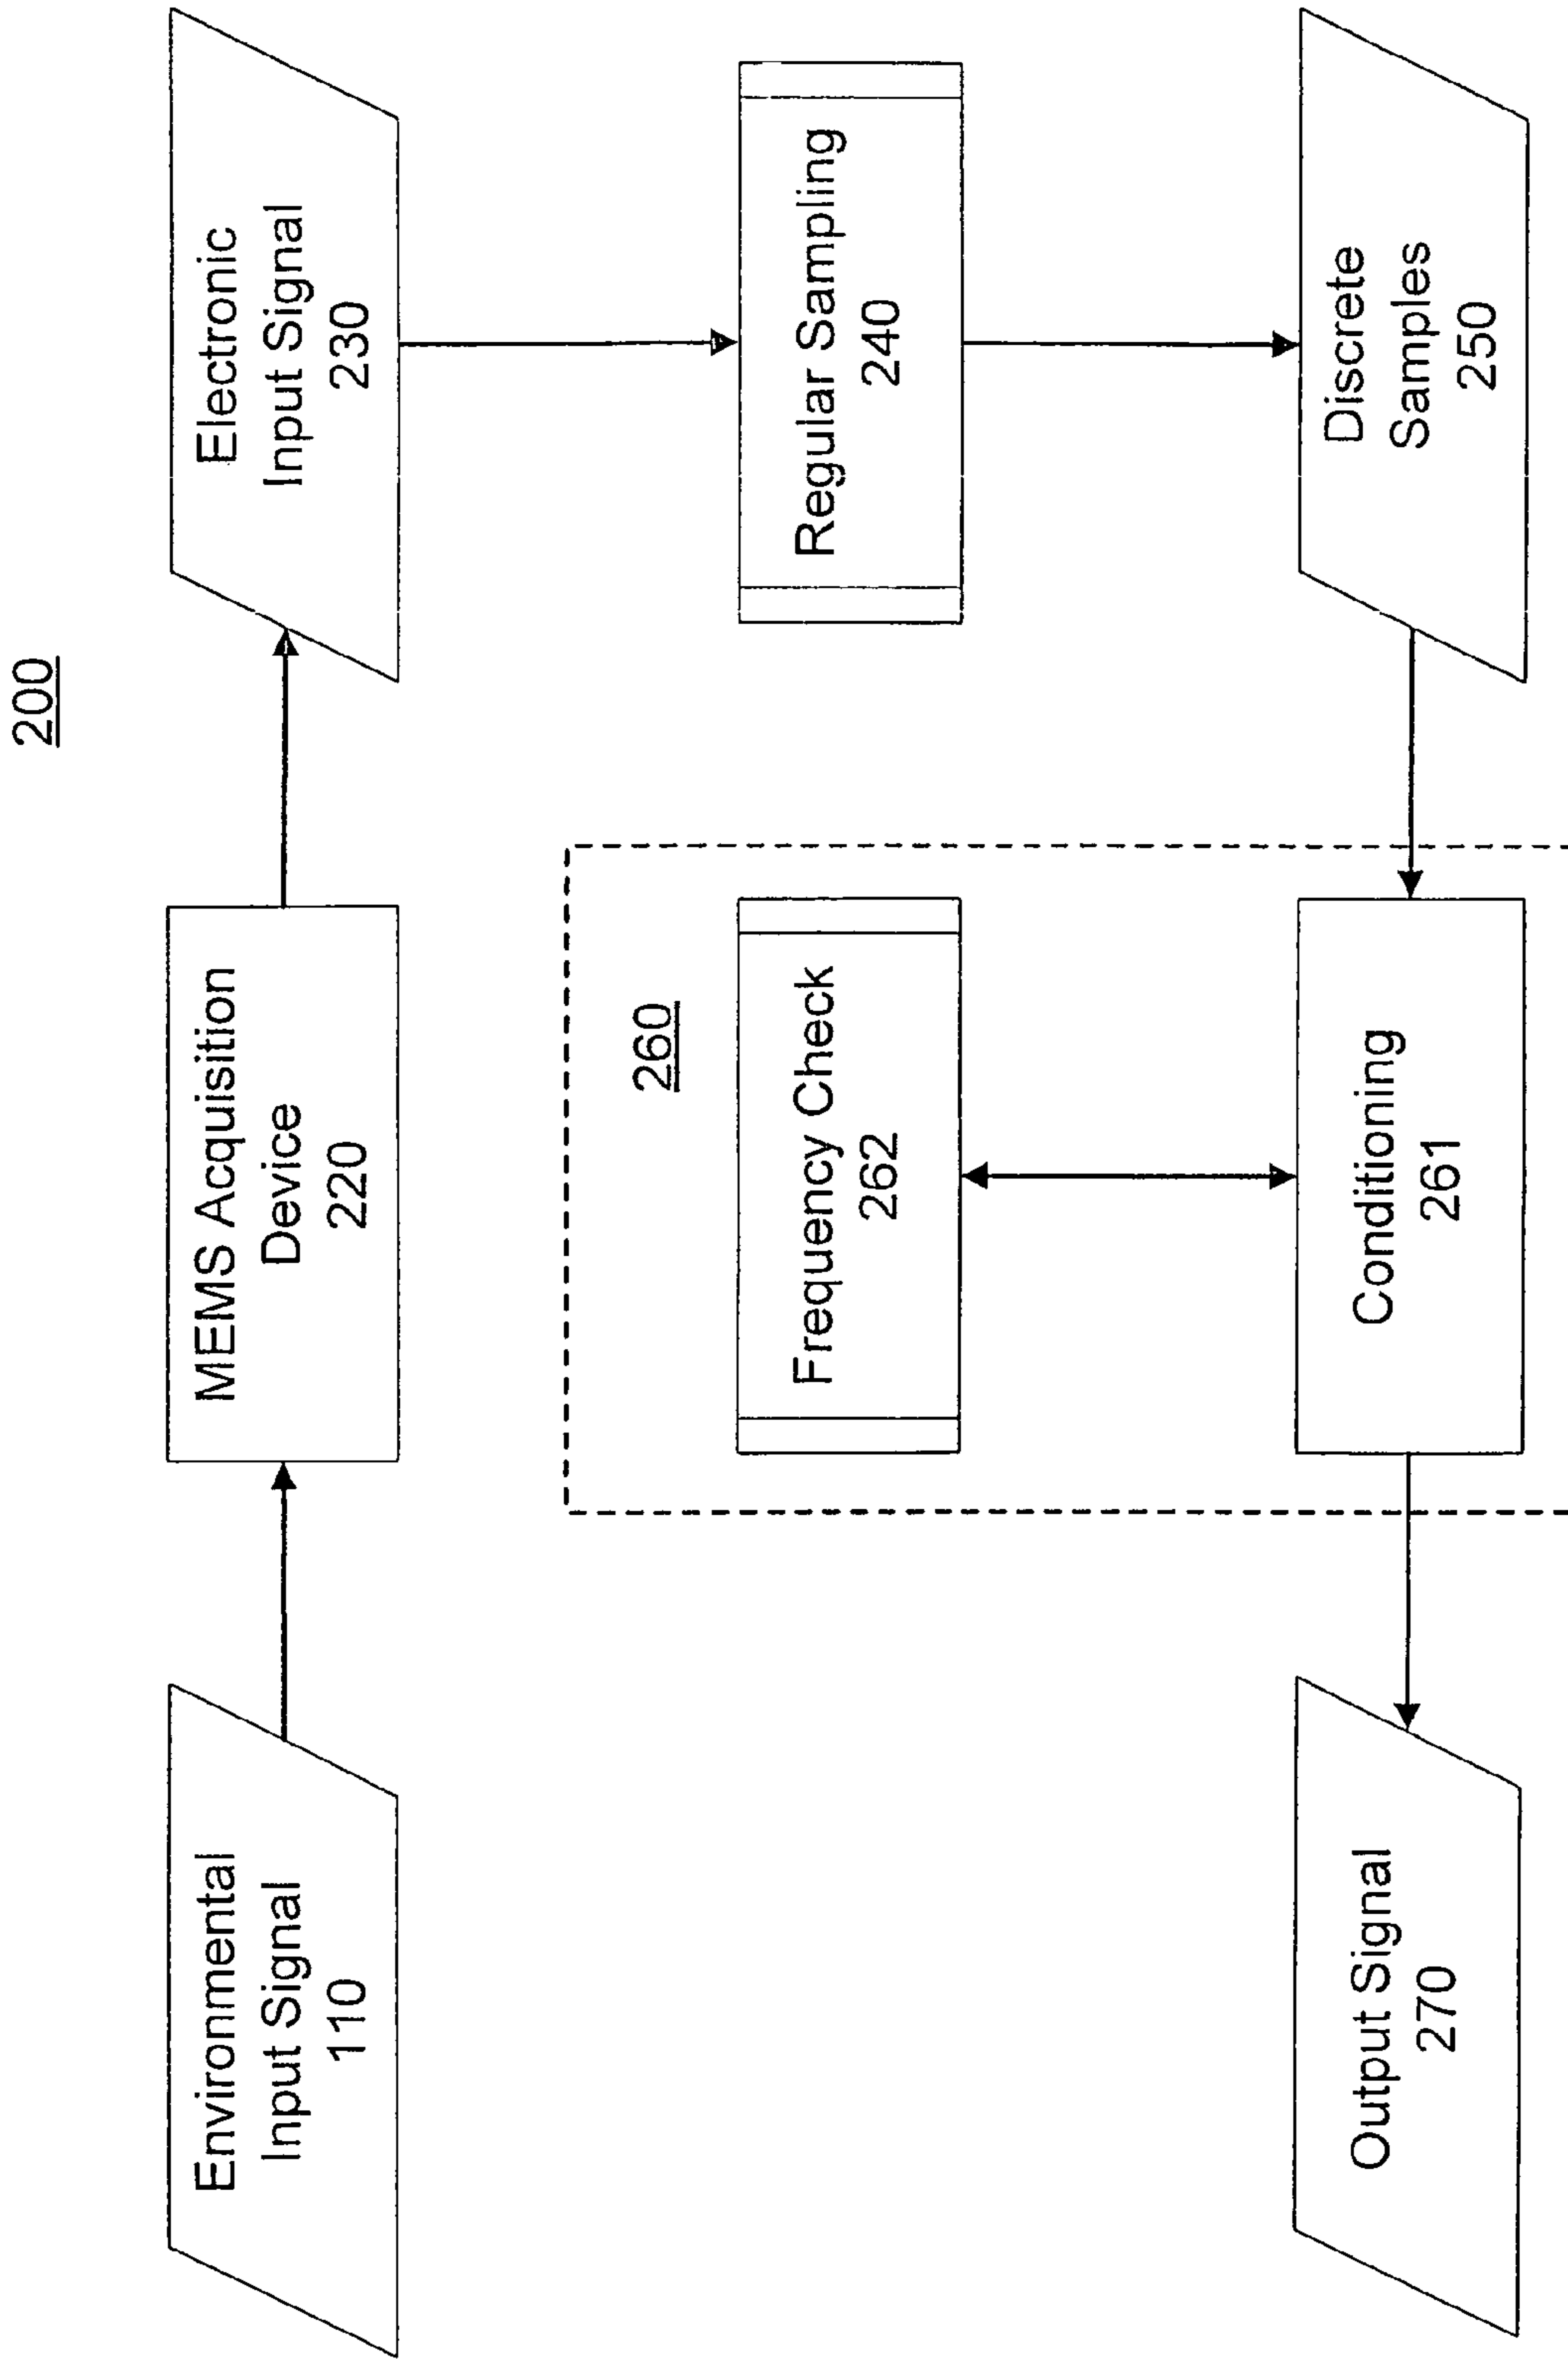 200
Environmental
Input Signal
110
MEMS Acquisition
Device
220
Electronic
Input Signal
230
Regular Sampling
240
Discrete
Samples
250
260
Frequency Check
262
Conditioning
261
Output Signal
270